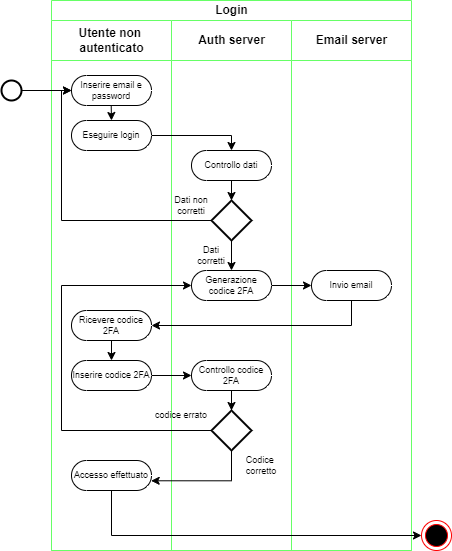 Login
Utente non
autenticato
Auth server
Email server
Inserire email e
password
Eseguire login
Controllo dati
Dati non
corretti
Dati
corretti
Generazione
codice 2FA
Invio email
Ricevere codice
2FA
Inserire codice 2FA
Controllo codice
2FA
codice errato
Codice
corretto
Accesso effettuato